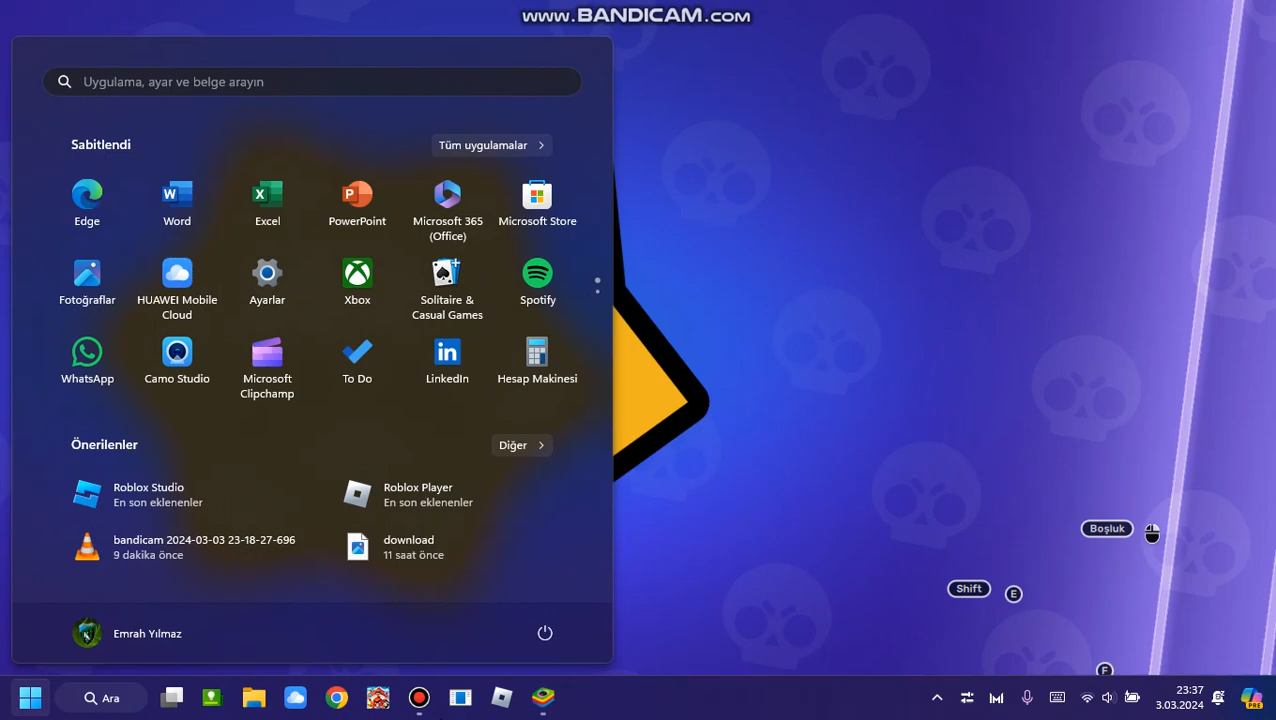 www.BANDICAM.com
Uygulama, ayar ve belge arayın
Sabitlendi
Tüm uygulamalar
Edge
Word
Excel
PowerPoint
Microsoft 365
(Office)
Microsoft Store
Fotoğraflar
HUAWEI Mobile
Cloud
Ayarlar
Xbox
Solitaire &
Casual Games
Spotify
WhatsApp
Camo Studio
Microsoft
Clipchamp
To Do
LinkedIn
Hesap Makinesi
Önerilenler
Diğer
Roblox Studio
En son eklenenler
Roblox Player
En son eklenenler
bandicam 2024-03-03 23-18-27-696
9 dakika önce
download
11 saat önce
Boşluk
Shift
E
F
Emrah Yılmaz
Ara
23:37
3.03.2024
PRE